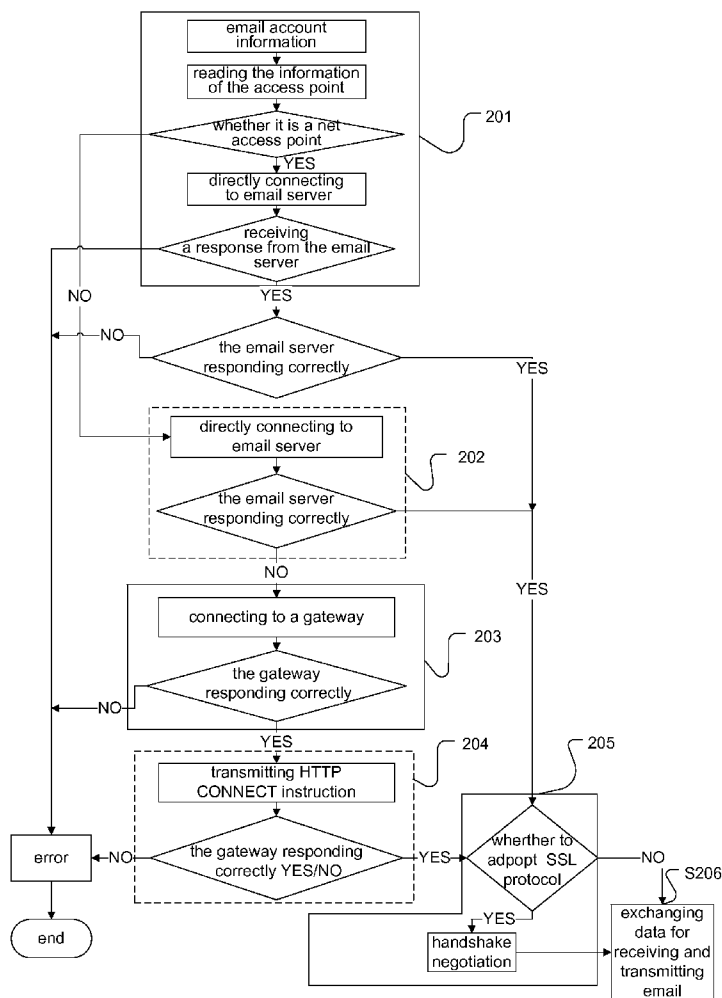 email account
information
reading the information
of the access point
whether it is a net
access point
201
YES
directly connecting
to email server
receiving
a response from the email
server
NO
YES
NO
the email server
responding correctly
YES
directly connecting to
email server
202
the email server
responding correctly
NO
YES
connecting to a gateway
203
the gateway
responding correctly
NO
YES
204
205
transmitting HTTP
CONNECT instruction
error
NO
the gateway responding
correctly YES/NO
YES
wherther to
adpopt SSL
protocol
NO
S206
YES
end
handshake
negotiation
exchanging
data for
receiving and
transmitting
email